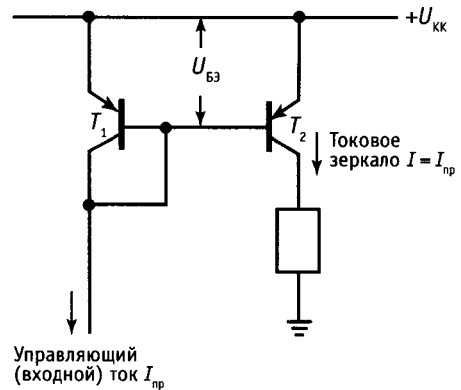 +U_КК
U_БЭ
T_1
T_2
Токовое
зеркало I = I_пр
Управляющий
(входной) ток I_пр